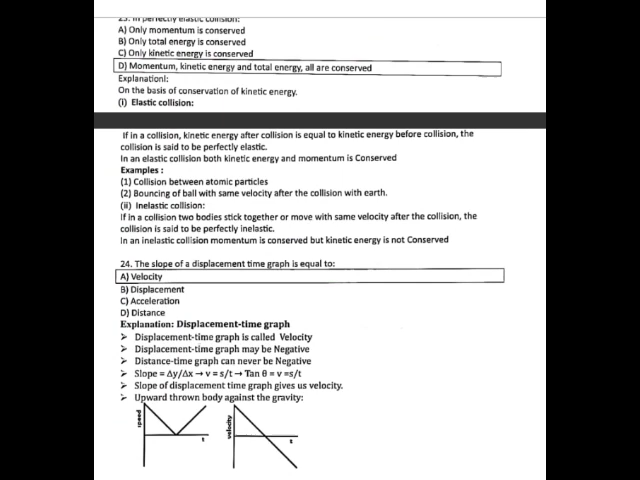 23. In perfectly elastic collision:
A) Only momentum is conserved
B) Only total energy is conserved
C) Only kinetic energy is conserved
D) Momentum, kinetic energy and total energy, all are conserved
Explanationl:
On the basis of conservation of kinetic energy.
(i) Elastic collision:
If in a collision, kinetic energy after collision is equal to kinetic energy before collision, the
collision is said to be perfectly elastic.
In an elastic collision both kinetic energy and momentum is Conserved
Examples :
(1) Collision between atomic particles
(2) Bouncing of ball with same velocity after the collision with earth.
(ii) Inelastic collision:
If in a collision two bodies stick together or move with same velocity after the collision, the
collision is said to be perfectly inelastic.
In an inelastic collision momentum is conserved but kinetic energy is not Conserved
24. The slope of a displacement time graph is equal to:
A) Velocity
B) Displacement
C) Acceleration
D) Distance
Explanation: Displacement-time graph
➢ Displacement-time graph is called Velocity
➢ Displacement-time graph may be Negative
➢ Distance-time graph can never be Negative
➢ Slope = Δy/Δx → v = s/t → Tan θ = v =s/t
➢ Slope of displacement time graph gives us velocity.
➢ Upward thrown body against the gravity:
speed t velocity t